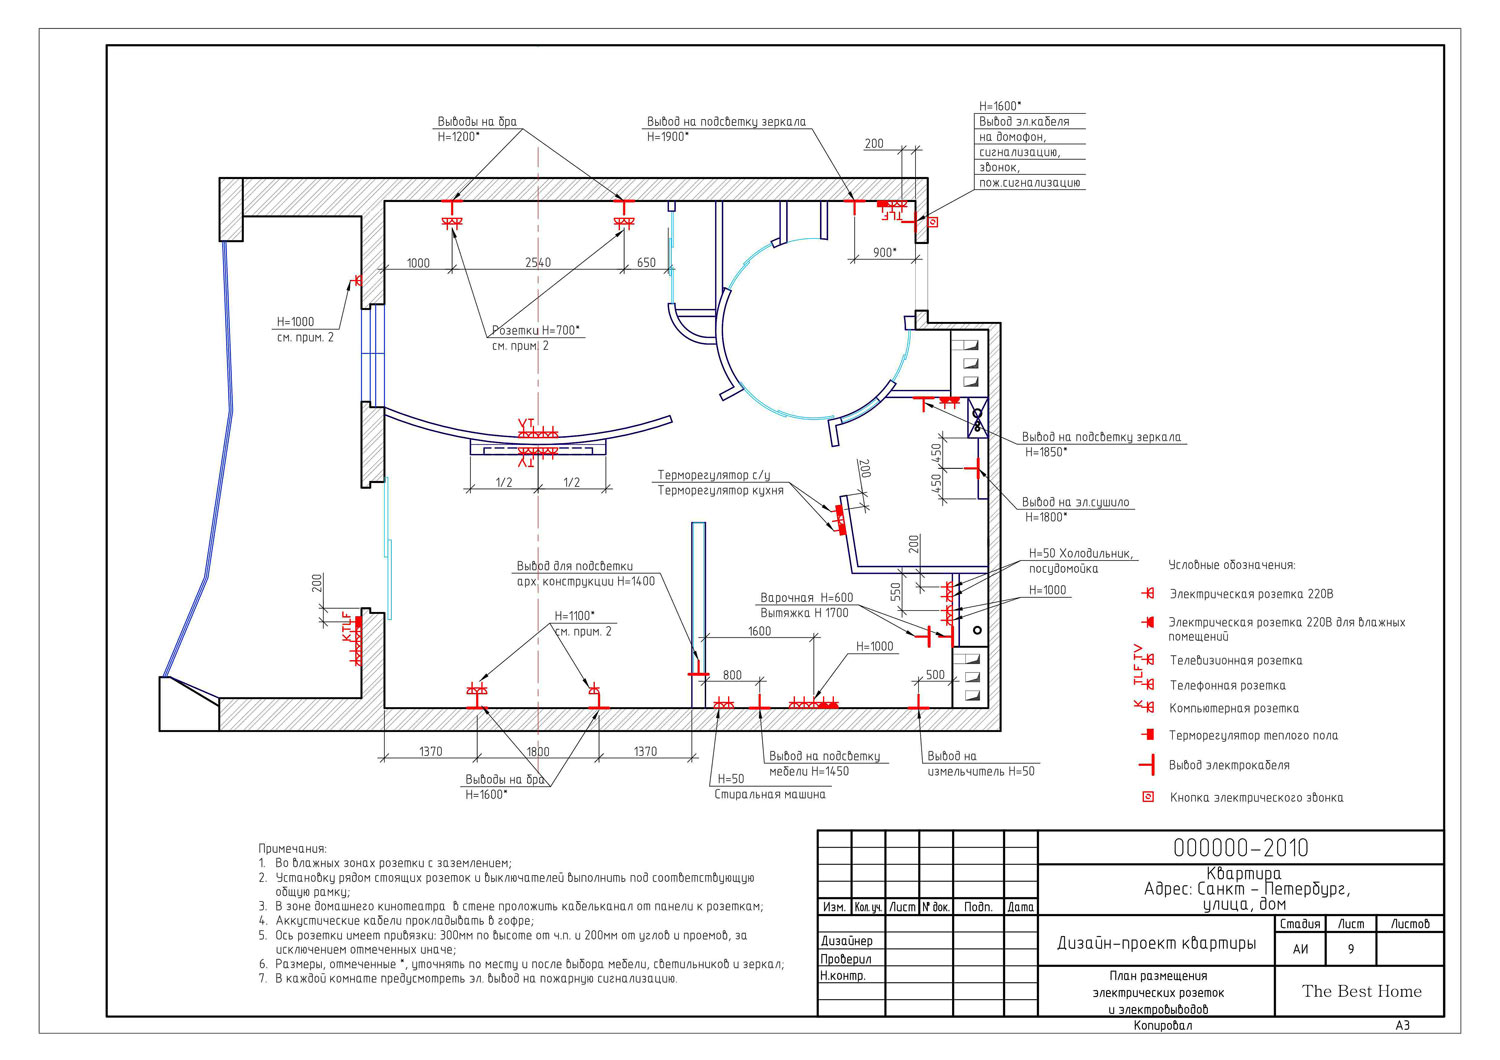 Выводы на бра
H=1200*
Вывод на подсветку зеркала
H=1900*
200
H=1600*
Вывод эл.кабеля
на домофон,
сигнализацию,
звонок,
пож.сигнализацию
TLF
1000
2540
650
900*
H=1000
см. прим. 2
Розетки H=700*
см. прим. 2
TV
TV
1/2
1/2
Терморегулятор с/у
Терморегулятор кухня
200
450
450
Вывод на подсветку зеркала
H=1850*
Вывод на эл.сушило
H=1800*
200
550
H=50 Холодильник,
посудомойка
H=1000
Вывод для подсветки
арх. конструкции H=1400
Варочная H=600
Вытяжка H 1700
200
K TLF
H=1100*
см. прим. 2
1600
H=1000
800
500
1370
1800
1370
Выводы на бра
H=1600*
H=50
Стиральная машина
Вывод на подсветку
мебели H=1450
Вывод на
измельчитель H=50
Условные обозначения:
Электрическая розетка 220В
Электрическая розетка 220В для влажных
помещений
TV Телевизионная розетка
TLF Телефонная розетка
K Компьютерная розетка
Терморегулятор теплого пола
Вывод электрокабеля
Кнопка электрического звонка
Примечания:
1. Во влажных зонах розетки с заземлением;
2. Установку рядом стоящих розеток и выключателей выполнить под соответствующую
общую рамку;
3. В зоне домашнего кинотеатра в стене проложить кабельканал от панели к розеткам;
4. Аккустические кабели прокладывать в гофре;
5. Ось розетки имеет привязки: 300мм по высоте от ч.п. и 200мм от углов и проемов, за
исключением отмеченных иначе;
6. Размеры, отмеченные *, уточнять по месту и после выбора мебели, светильников и зеркал;
7. В каждой комнате предусмотреть эл. вывод на пожарную сигнализацию.
000000-2010
Квартира
Адрес: Санкт - Петербург,
улица, дом
Изм. Кол.уч. Лист № док. Подп. Дата
Дизайнер
Проверил
Н.контр.
Дизайн-проект квартиры
Стадия Лист Листов
АИ 9
План размещения
электрических розеток
и электровыводов
The Best Home
Копировал А3